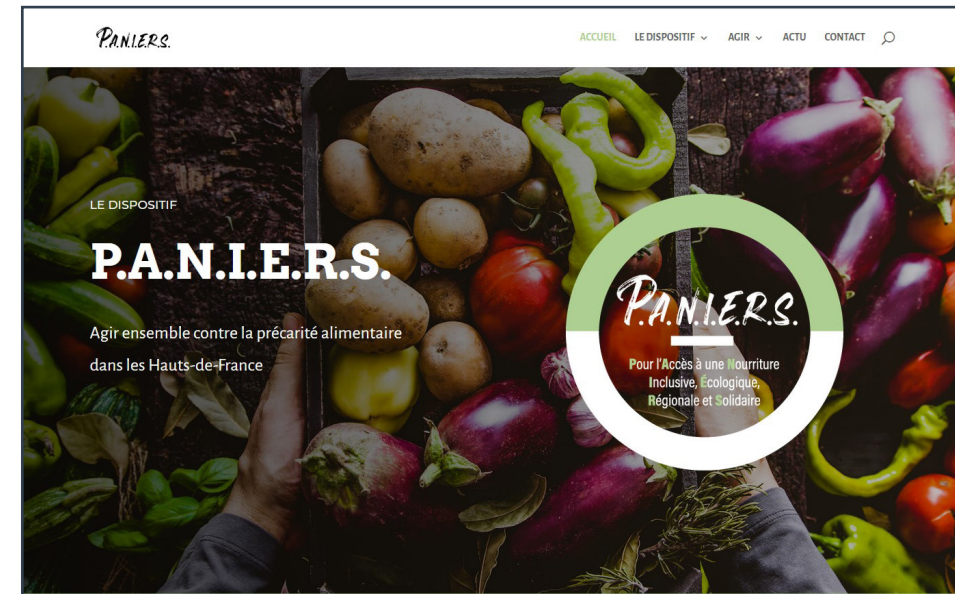 P.A.N.I.E.R.S.
ACCUEIL LE DISPOSITIF AGIR ACTU CONTACT
LE DISPOSITIF
P.A.N.I.E.R.S.
Agir ensemble contre la précarité alimentaire
dans les Hauts-de-France
P.A.N.I.E.R.S.
Pour l'Accès à une Nourriture
Inclusive, Écologique,
Régionale et Solidaire